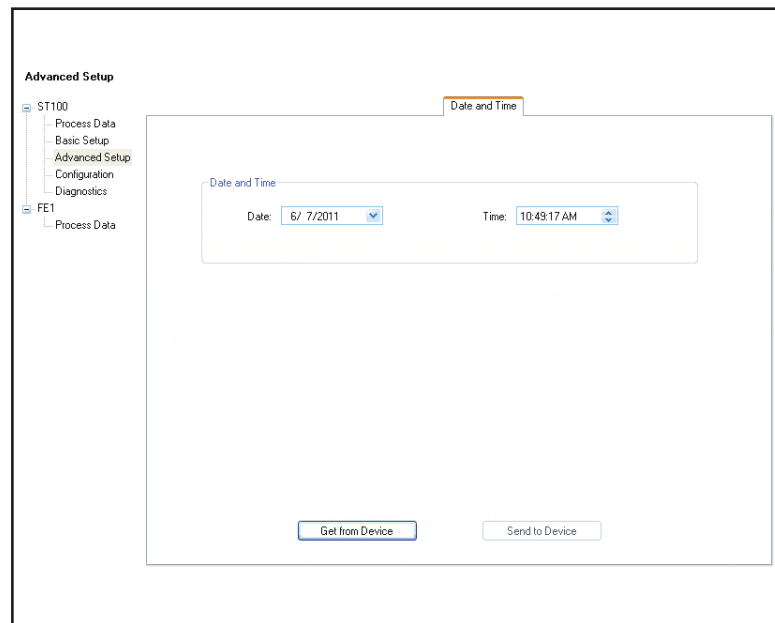 Advanced Setup
ST100
Process Data
Basic Setup
Advanced Setup
Configuration
Diagnostics
FE1
Process Data
Date and Time
Date and Time
Date: 6/ 7/2011 Time: 10:49:17 AM
Get from Device Send to Device